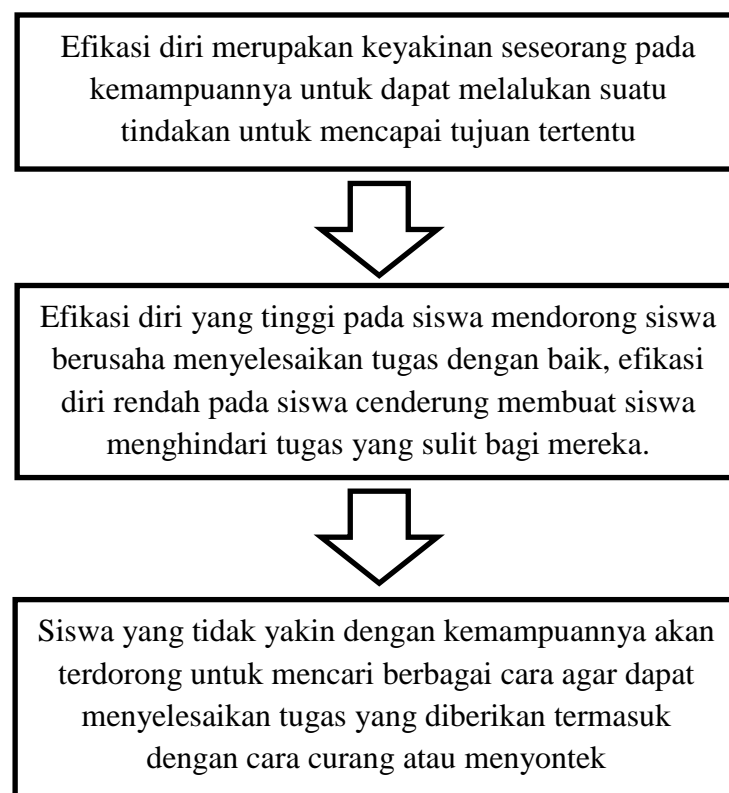 Efikasi diri merupakan keyakinan seseorang pada
kemampuannya untuk dapat melalukan suatu
tindakan untuk mencapai tujuan tertentu
Efikasi diri yang tinggi pada siswa mendorong siswa
berusaha menyelesaikan tugas dengan baik, efikasi
diri rendah pada siswa cenderung membuat siswa
menghindari tugas yang sulit bagi mereka.
Siswa yang tidak yakin dengan kemampuannya akan
terdorong untuk mencari berbagai cara agar dapat
menyelesaikan tugas yang diberikan termasuk
dengan cara curang atau menyontek